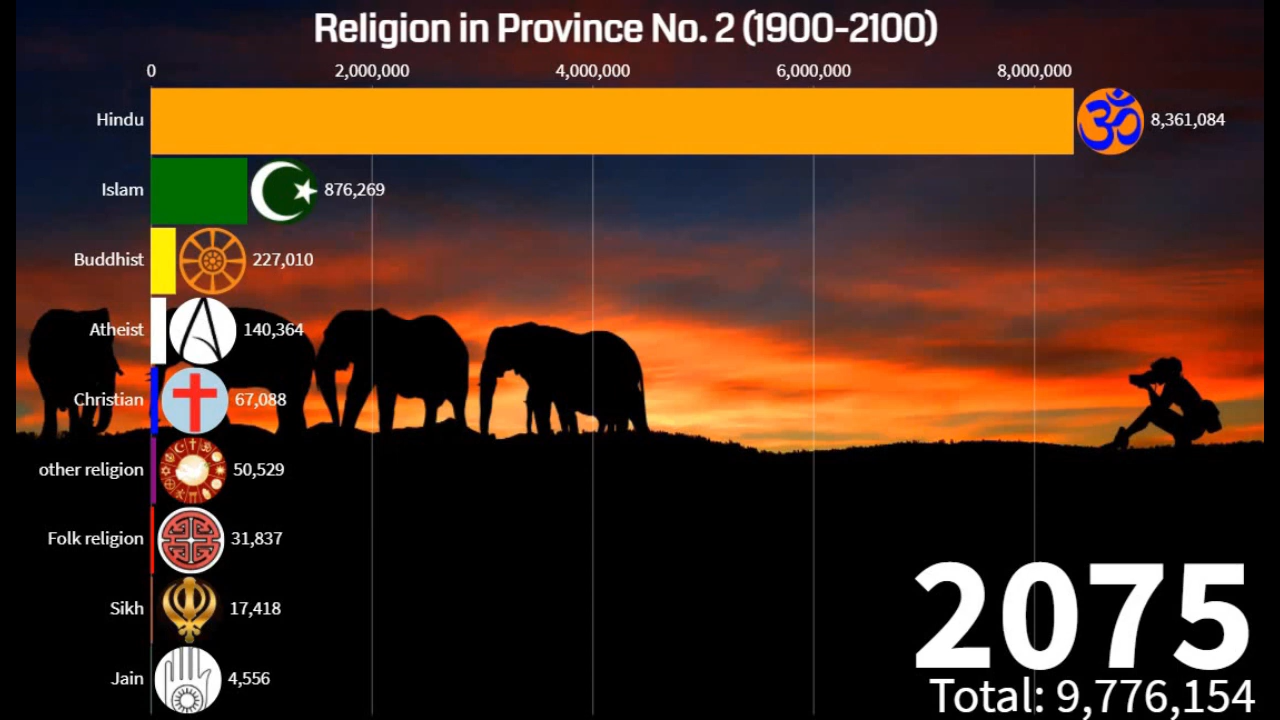 Religion in Province No. 2 (1900-2100)
0 2,000,000 4,000,000 6,000,000 8,000,000
Hindu 8,361,084
Islam 876,269
Buddhist 227,010
Atheist 140,364
Christian 67,088
other religion 50,529
Folk religion 31,837
Sikh 17,418
Jain 4,556
2075
Total: 9,776,154